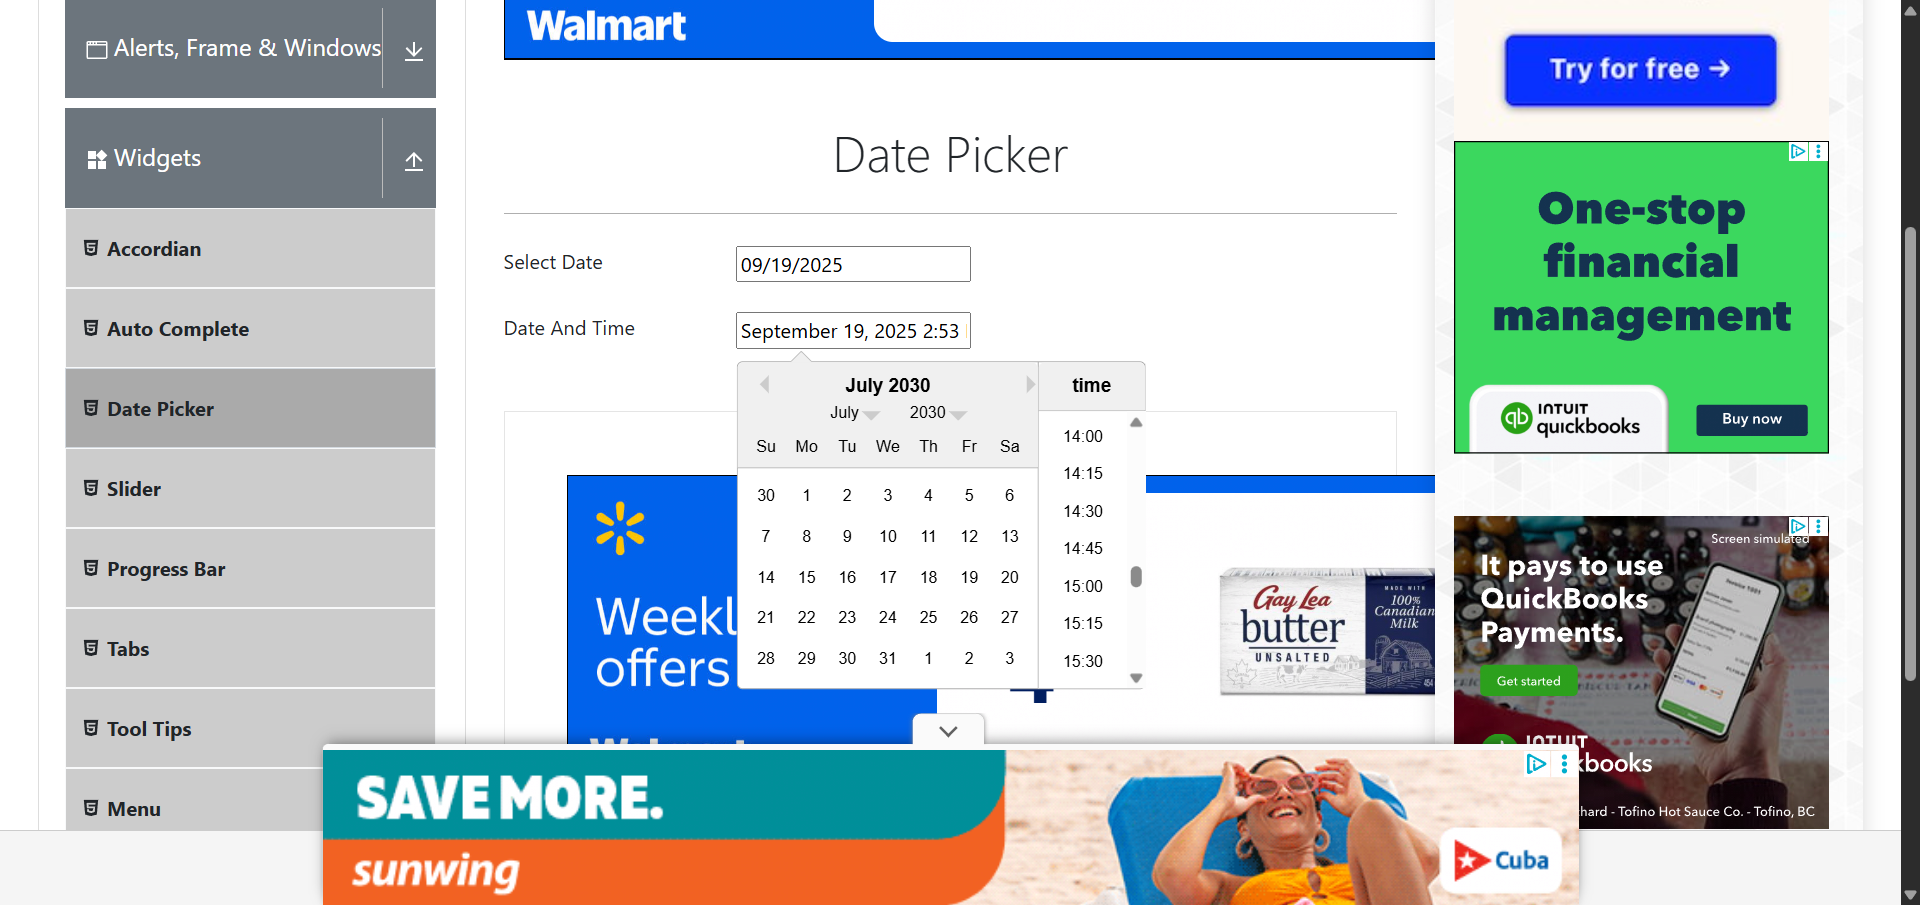 Alerts, Frame & Windows
Widgets
Accordian
Auto Complete
Date Picker
Slider
Progress Bar
Tabs
Tool Tips
Menu
Walmart
Date Picker
Select Date
09/19/2025
Date And Time
September 19, 2025 2:53
July 2030
July
2030
Su Mo Tu We Th Fr Sa
30 1 2 3 4 5 6
7 8 9 10 11 12 13
14 15 16 17 18 19 20
21 22 23 24 25 26 27
28 29 30 31 1 2 3
time
14:00
14:15
14:30
14:45
15:00
15:15
15:30
Weekl
offers
Gay Lea
butter
UNSALTED
MADE WITH
100%
Canadian
Milk
Try for free →
One-stop
financial
management
INTUIT
quickbooks
Buy now
Screen simulated
It pays to use
QuickBooks
Payments.
Get started
INTUIT
kbooks
hard - Tofino Hot Sauce Co. - Tofino, BC
SAVE MORE.
sunwing
Cuba